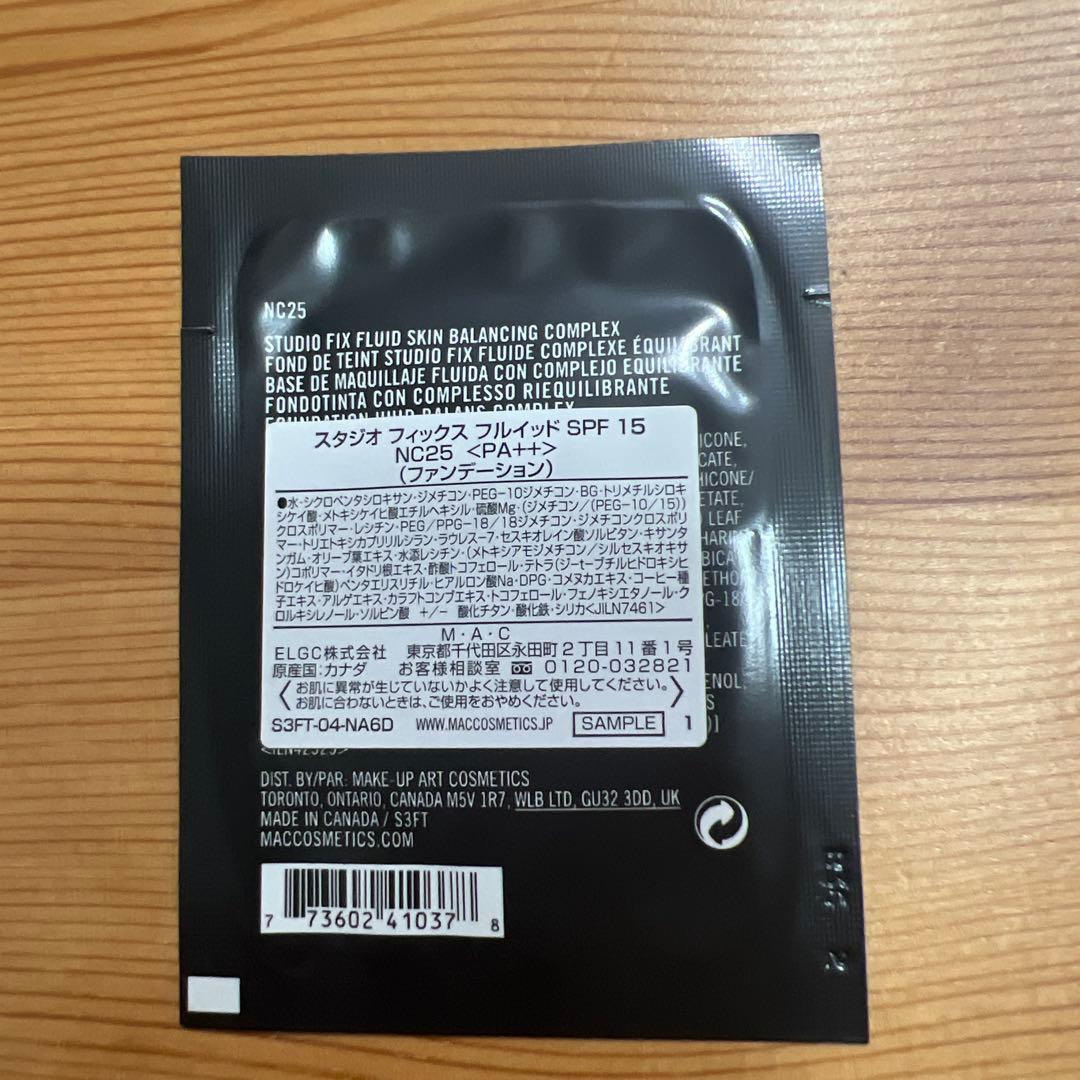 NC25
STUDIO FIX FLUID SKIN BALANCING COMPLEX
FOND DE TEINT STUDIO FIX FLUIDE COMPLEXE ÉQUILIBRANT
BASE DE MAQUILLAJE FLUIDA CON COMPLEJO EQUILIBRANTE
FONDOTINTA CON COMPLESSO RIEQUILIBRANTE
FOUNDATION HUID BALANS COMPLEX
スタジオ フィックス フルイッド SPF 15
NC25 <PA++>
(ファンデーション)
●水・シクロペンタシロキサン・ジメチコン・PEG-10ジメチコン・BG・トリメチルシロキ
シケイ酸・メトキシケイヒ酸エチルヘキシル・硫酸Mg・(ジメチコン/(PEG-10/15))
クロスポリマー・レシチン・PEG/PPG-18/18ジメチコン・ジメチコンクロスポリ
マー・トリエトキシカプリリルシラン・ラウレス-7・セスキオレイン酸ソルビタン・キサンタ
ンガム・オリーブ葉エキス・水添レシチン・(メトキシアモジメチコン/シルセスキオキサ
ン)コポリマー・イタドリ根エキス・酢酸トコフェロール・テトラ(ジ-t-ブチルヒドロキシヒ
ドロケイヒ酸)ペンタエリスリチル・ヒアルロン酸Na・DPG・コメヌカエキス・コーヒー種
子エキス・アルゲエキス・カラフトコンブエキス・トコフェロール・フェノキシエタノール・ク
ロルキシレノール・ソルビン酸 +/- 酸化チタン・酸化鉄・シリカ<JILN7461>
M・A・C
ELGC株式会社 東京都千代田区永田町2丁目11番1号
原産国:カナダ お客様相談室 0120-032821
〈お肌に異常が生じていないかよく注意して使用してください。
お肌に合わないときは、ご使用をおやめください。〉
S3FT-04-NA6D WWW.MACCOSMETICS.JP SAMPLE 1
ICONE,
CATE,
HICONE/
ETATE,
LEAF
LEATE
ENOL,
DIST. BY/PAR: MAKE-UP ART COSMETICS
TORONTO, ONTARIO, CANADA M5V 1R7, WLB LTD, GU32 3DD, UK
MADE IN CANADA / S3FT
MACCOSMETICS.COM
7 73602 41037 8